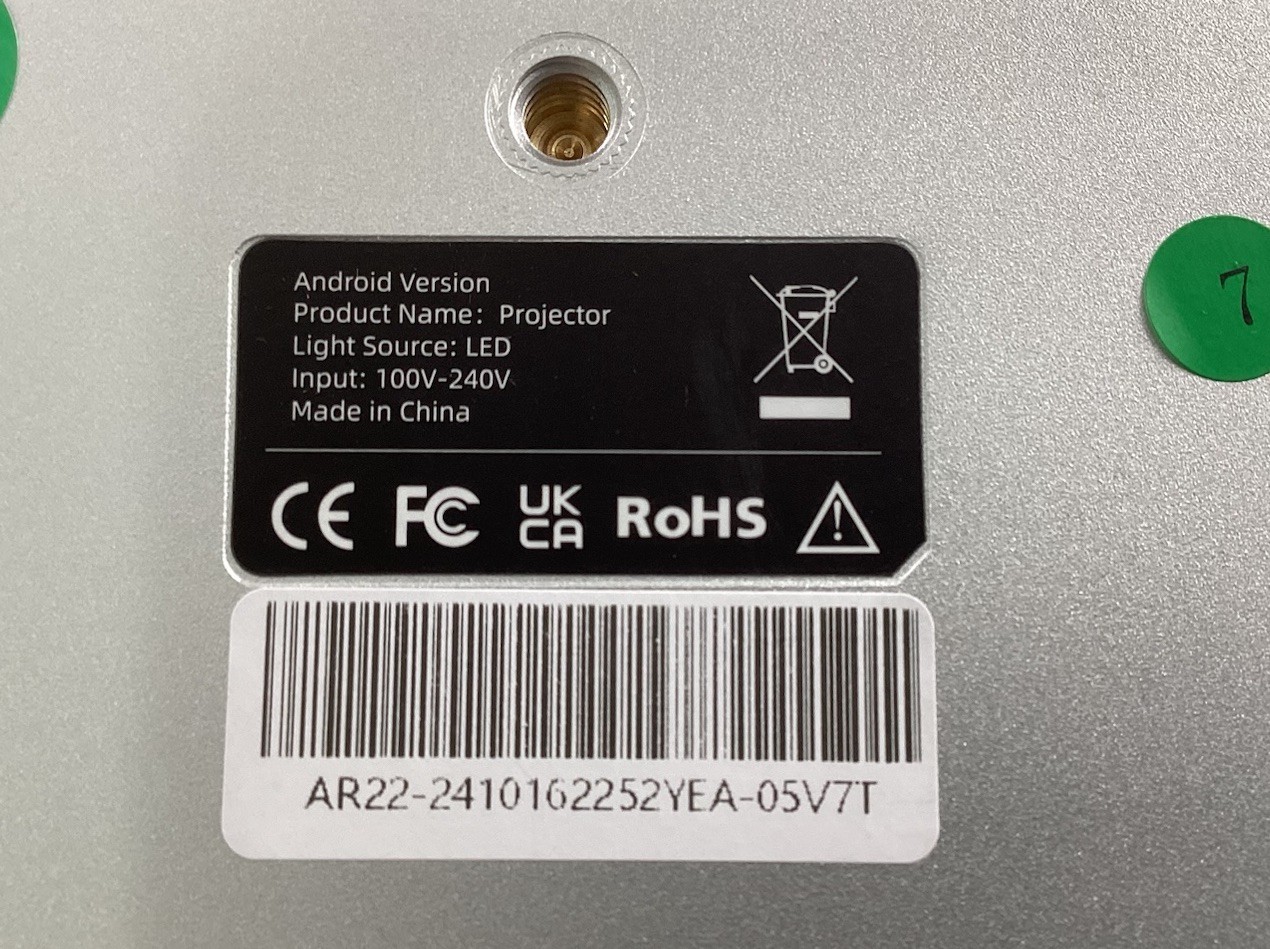 Android Version
Product Name: Projector
Light Source: LED
Input: 100V-240V
Made in China
CE FC UK CA RoHS
AR22-2410162252YEA-05V7T
7